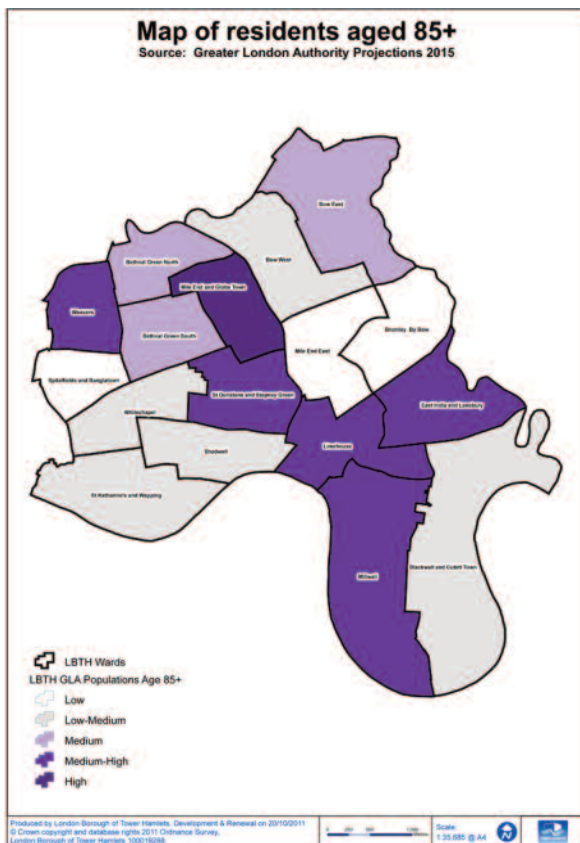 Map of residents aged 85+
Source: Greater London Authority Projections 2015
Bow East
Bow West
Bethnal Green North
Mile End and Globe Town
Weavers
Bromley By Bow
Bethnal Green South
Mile End East
Spitalfields and Banglatown
St Dunstans and Stepney Green
East India and Lansbury
Whitechapel
Shadwell
Limehouse
St Katharine's and Wapping
Blackwall and Cubitt Town
Millwall
LBTH Wards
LBTH GLA Populations Age 85+
Low
Low-Medium
Medium
Medium-High
High
Produced by London Borough of Tower Hamlets, Development & Renewal on 20/10/2011
© Crown copyright and database rights 2011 Ordnance Survey,
London Borough of Tower Hamlets 100019288
Scale:
1:35,685 @ A4
N